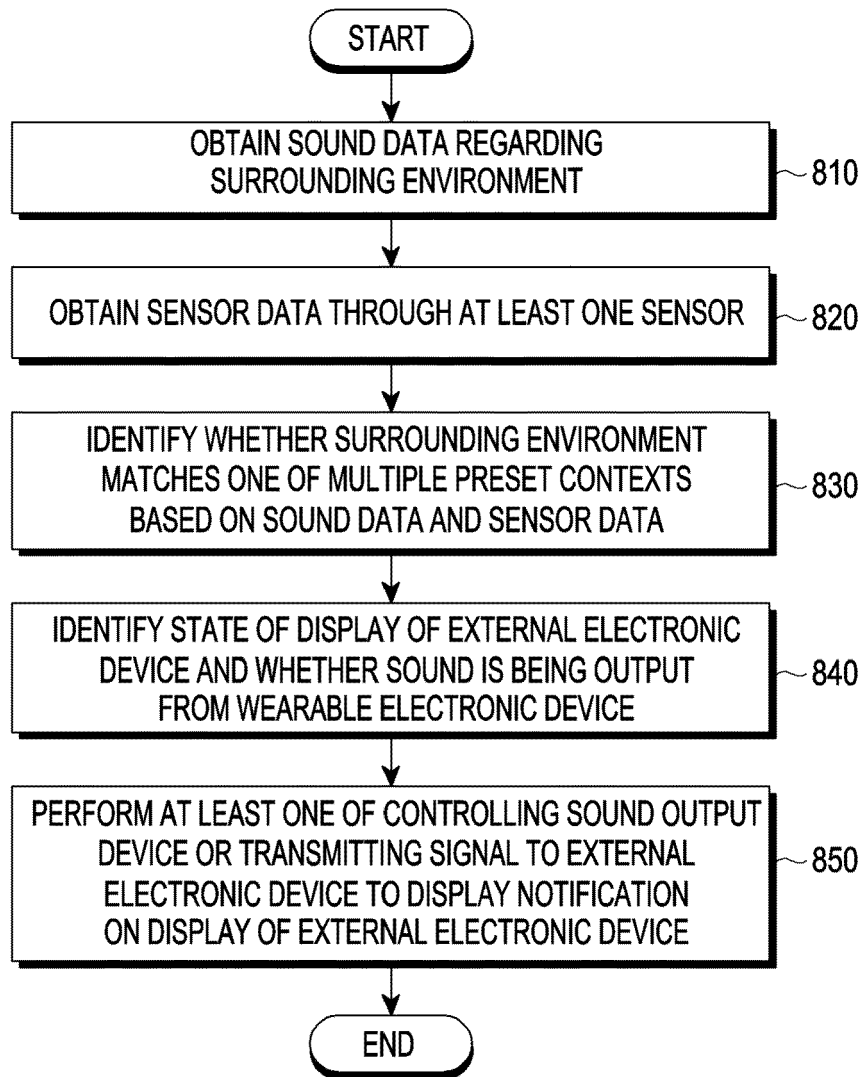 START
OBTAIN SOUND DATA REGARDING
SURROUNDING ENVIRONMENT
810
OBTAIN SENSOR DATA THROUGH AT LEAST ONE SENSOR
820
IDENTIFY WHETHER SURROUNDING ENVIRONMENT
MATCHES ONE OF MULTIPLE PRESET CONTEXTS
BASED ON SOUND DATA AND SENSOR DATA
830
IDENTIFY STATE OF DISPLAY OF EXTERNAL ELECTRONIC
DEVICE AND WHETHER SOUND IS BEING OUTPUT
FROM WEARABLE ELECTRONIC DEVICE
840
PERFORM AT LEAST ONE OF CONTROLLING SOUND OUTPUT
DEVICE OR TRANSMITTING SIGNAL TO EXTERNAL
ELECTRONIC DEVICE TO DISPLAY NOTIFICATION
ON DISPLAY OF EXTERNAL ELECTRONIC DEVICE
850
END